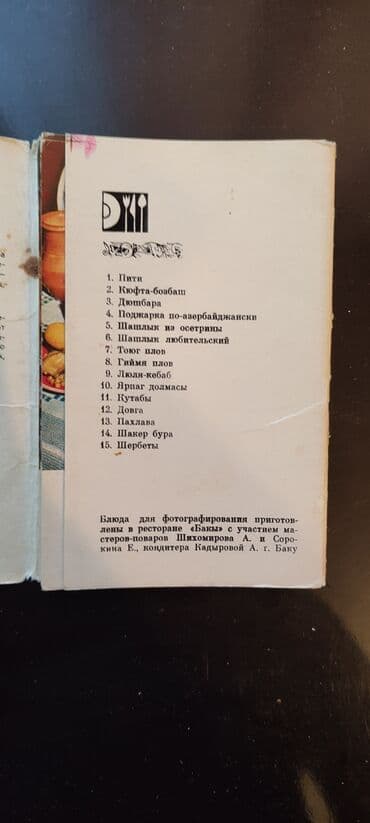 1. Пити
2. Кюфта-бозбаш
3. Дюшбара
4. Поджарка по-азербайджански
5. Шашлык из осетрины
6. Шашлык любительский
7. Тоюг плов
8. Гиймя плов
9. Люля-кебаб
10. Ярпаг долмасы
11. Кутабы
12. Довга
13. Пахлава
14. Шакер бура
15. Шербеты
Блюда для фотографирования приготов-
лены в ресторане «Бакы» с участием ма-
стеров-поваров Шихомирова А. и Соро-
кина Е., кондитера Кадыровой А. г. Баку